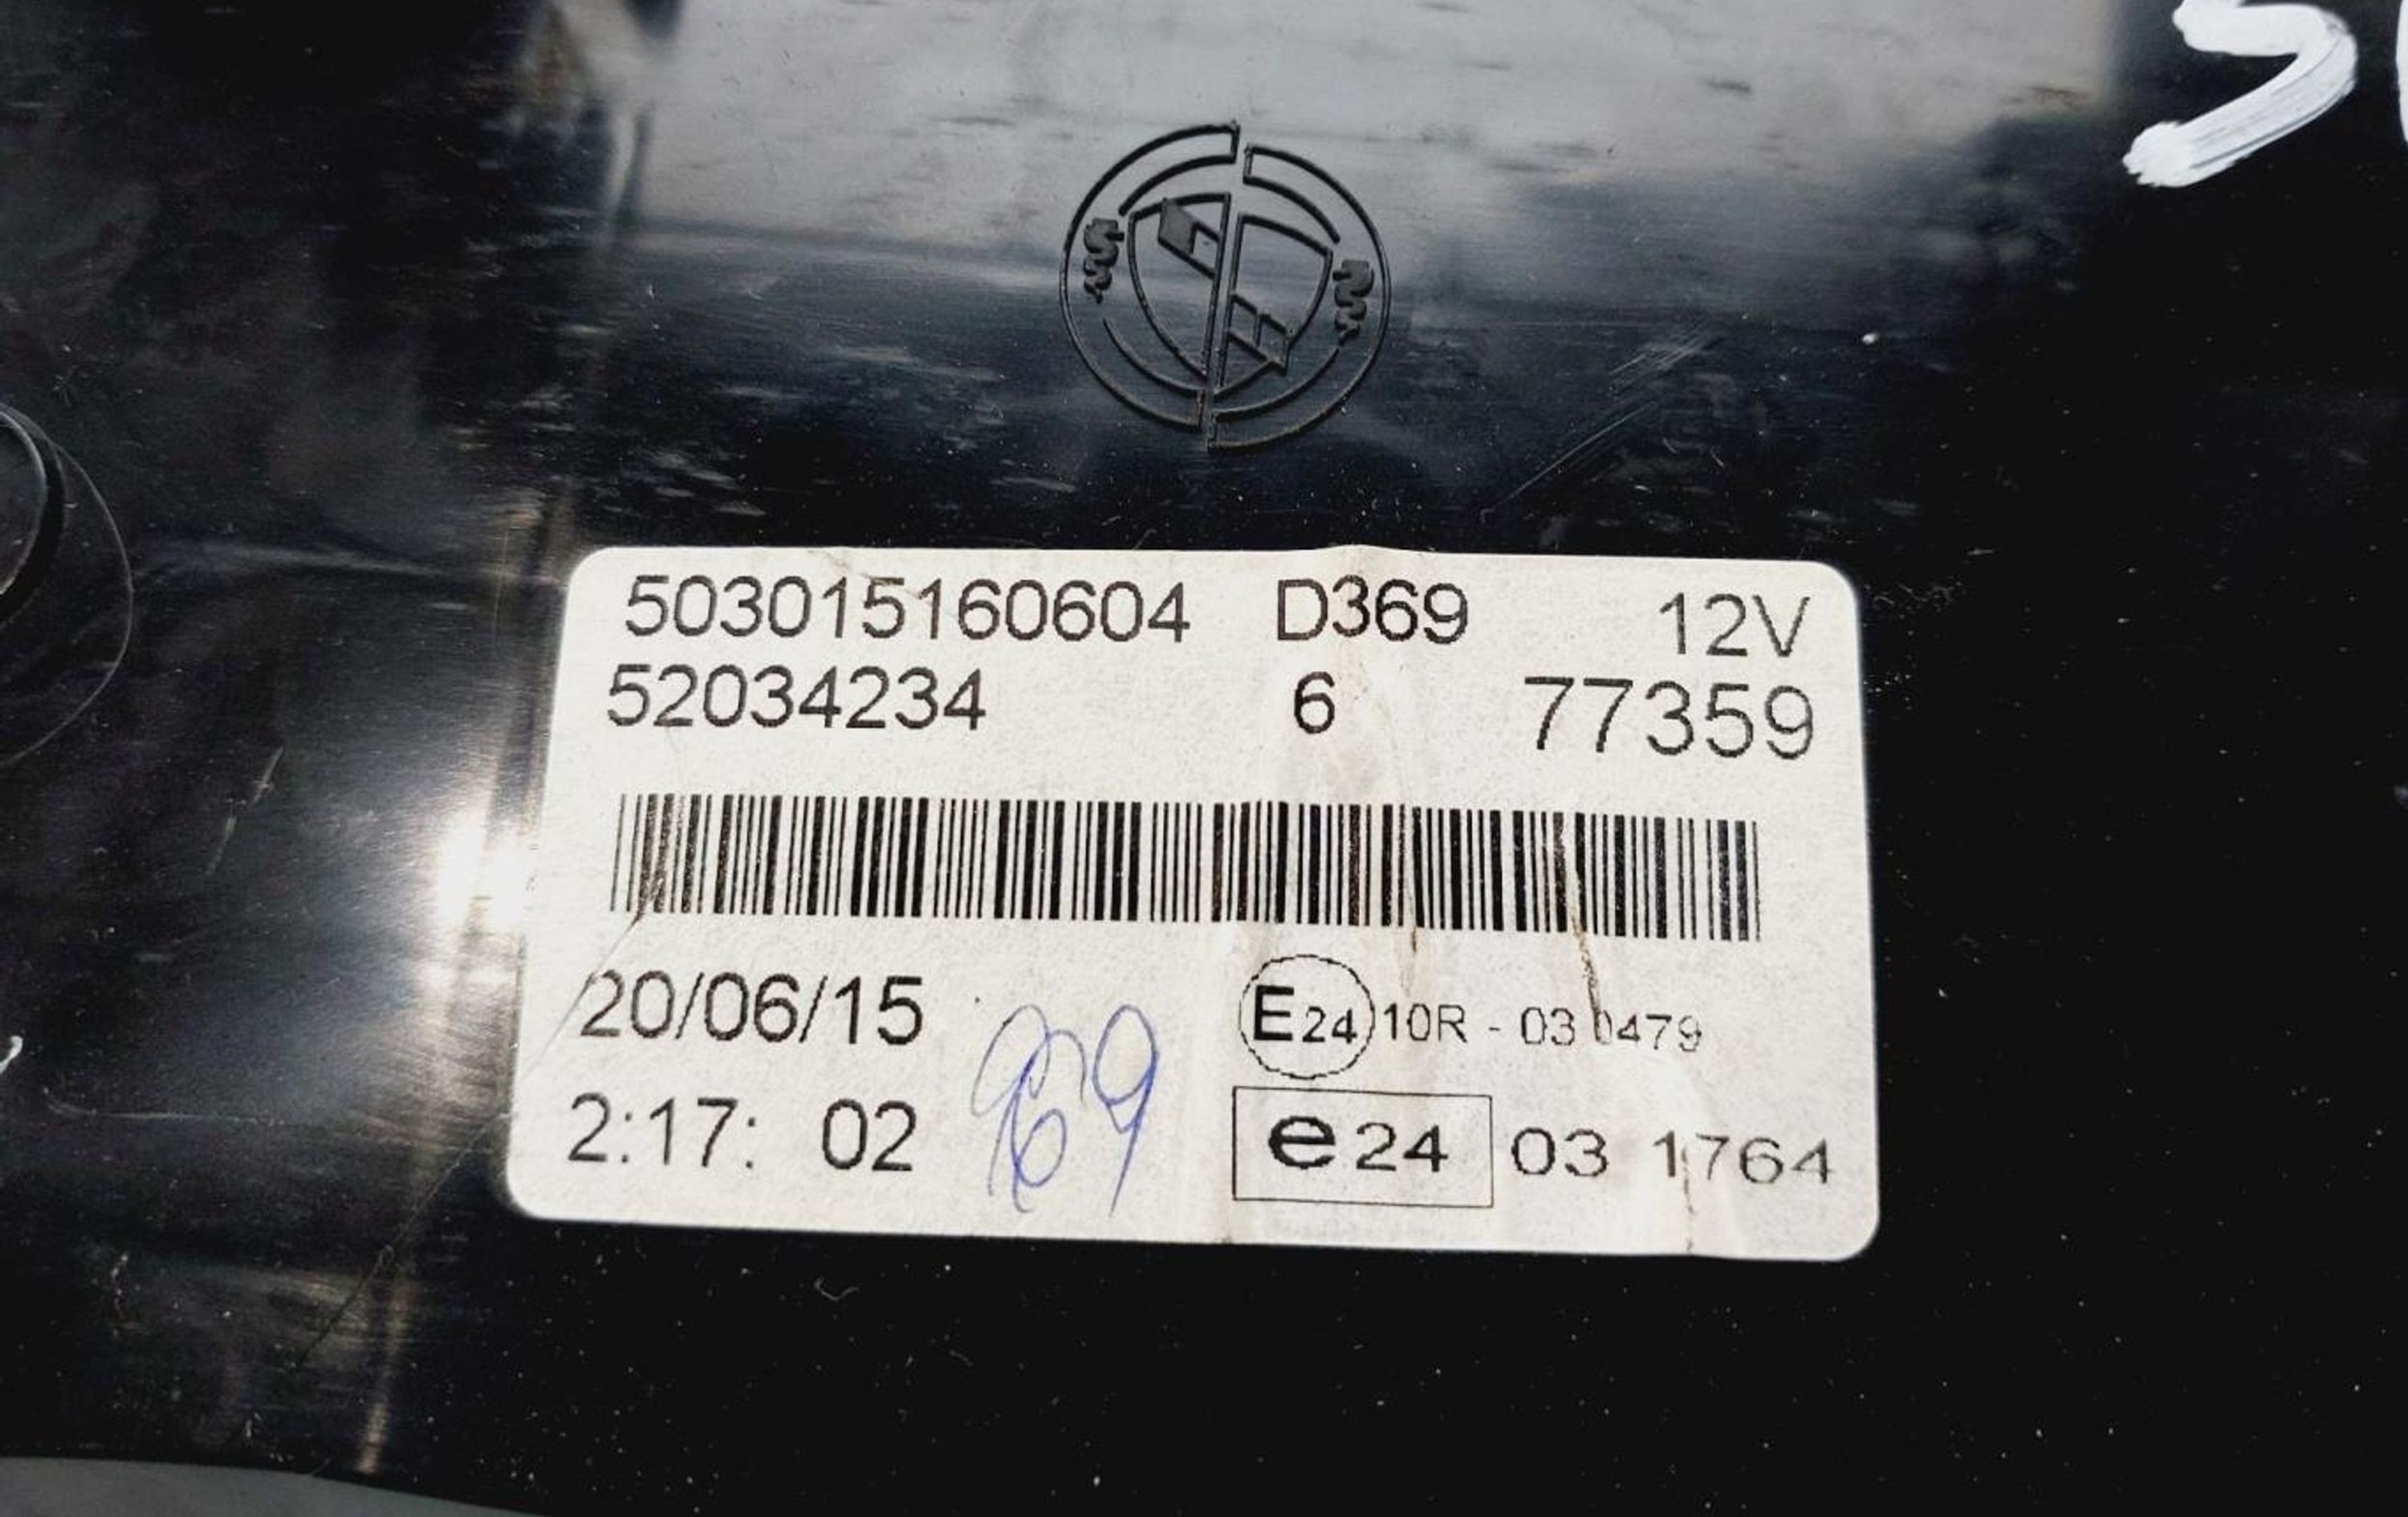 503015160604 D369 12V
52034234 6 77359
20/06/15
E24 10R - 03 0479
2:17: 02
69
e24 03 1764